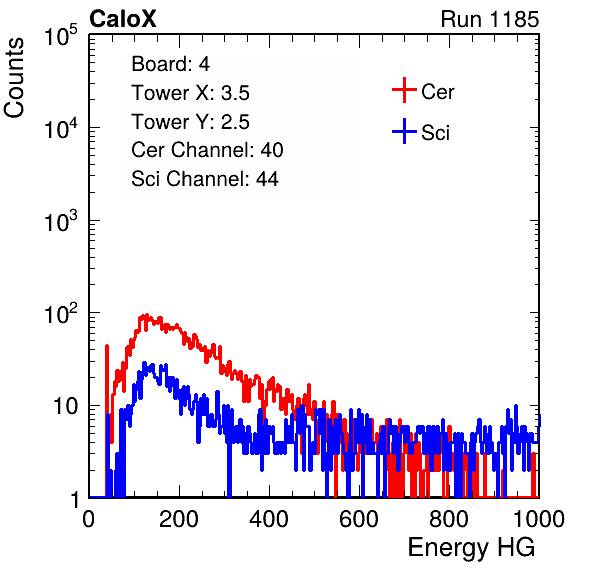 CaloX Run 1185
Counts
Board: 4
Tower X: 3.5
Tower Y: 2.5
Cer Channel: 40
Sci Channel: 44
Cer
Sci
10^5
10^4
10^3
10^2
10
1
0 200 400 600 800 1000
Energy HG